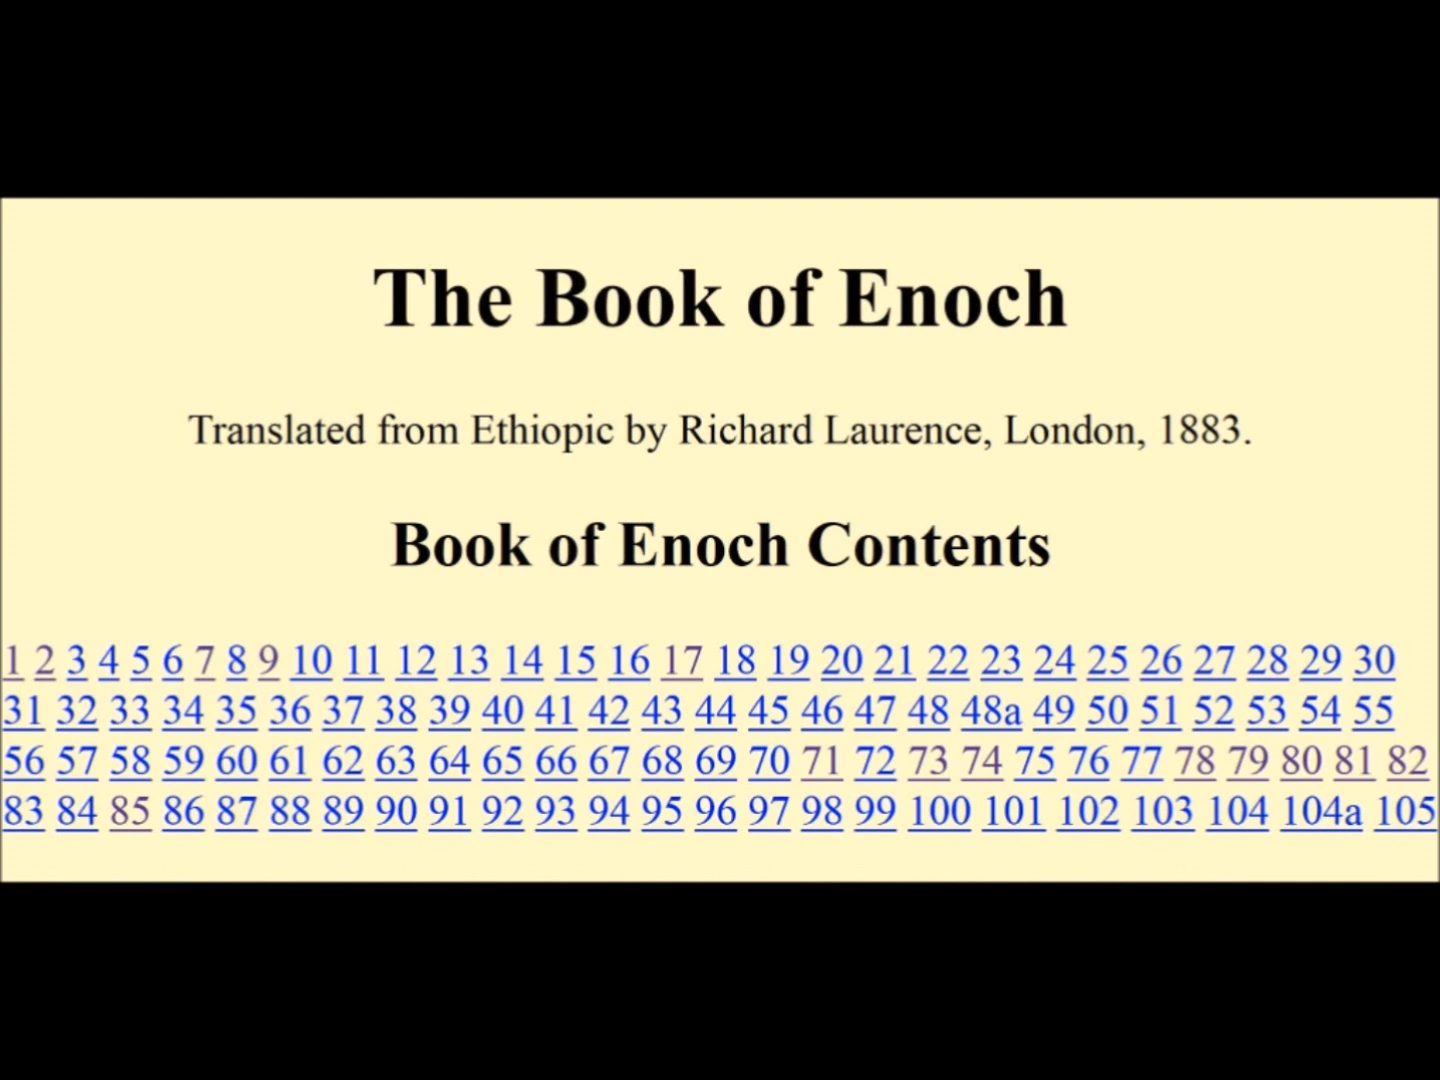 The Book of Enoch
Translated from Ethiopic by Richard Laurence, London, 1883.
Book of Enoch Contents
1 2 3 4 5 6 7 8 9 10 11 12 13 14 15 16 17 18 19 20 21 22 23 24 25 26 27 28 29 30
31 32 33 34 35 36 37 38 39 40 41 42 43 44 45 46 47 48 48a 49 50 51 52 53 54 55
56 57 58 59 60 61 62 63 64 65 66 67 68 69 70 71 72 73 74 75 76 77 78 79 80 81 82
83 84 85 86 87 88 89 90 91 92 93 94 95 96 97 98 99 100 101 102 103 104 104a 105